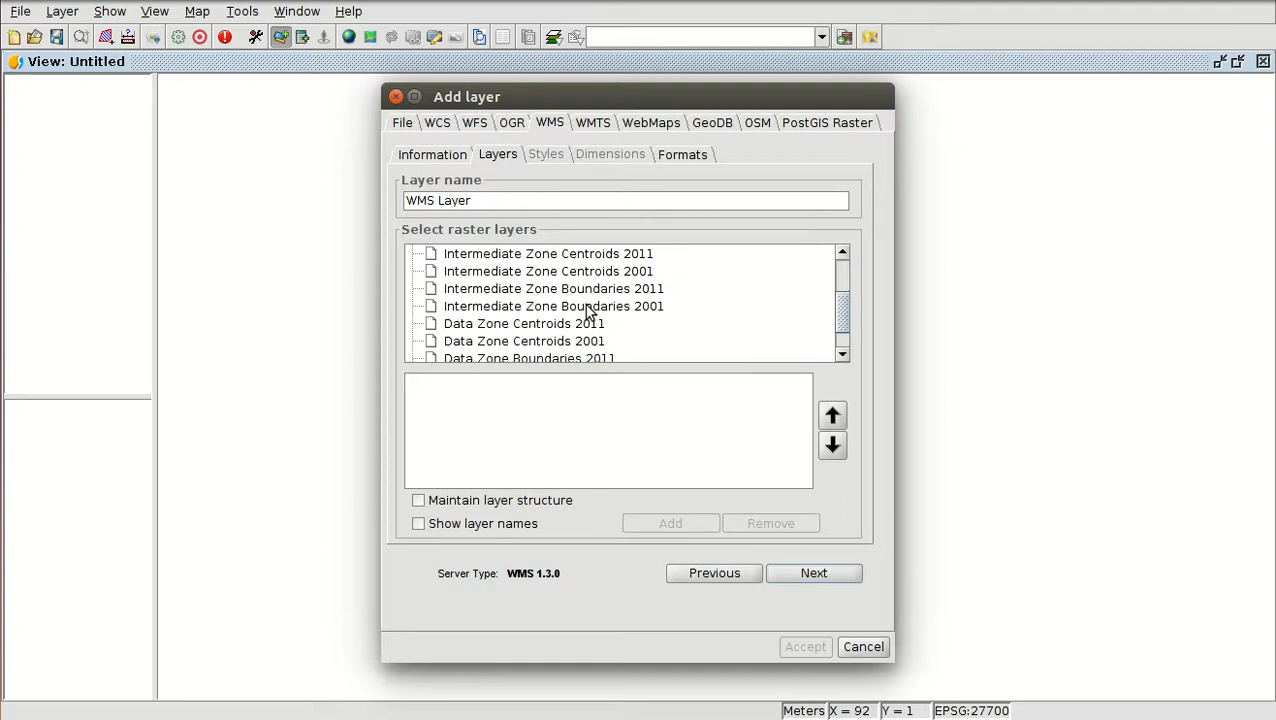 File Layer Show View Map Tools Window Help
View: Untitled
Add layer
File WCS WFS OGR WMS WMTS WebMaps GeoDB OSM PostGIS Raster
Information Layers Styles Dimensions Formats
Layer name
WMS Layer
Select raster layers
Intermediate Zone Centroids 2011
Intermediate Zone Centroids 2001
Intermediate Zone Boundaries 2011
Intermediate Zone Boundaries 2001
Data Zone Centroids 2011
Data Zone Centroids 2001
Data Zone Boundaries 2011
Maintain layer structure
Show layer names Add Remove
Server Type: WMS 1.3.0 Previous Next
Accept Cancel
Meters X = 92 Y = 1 EPSG:27700